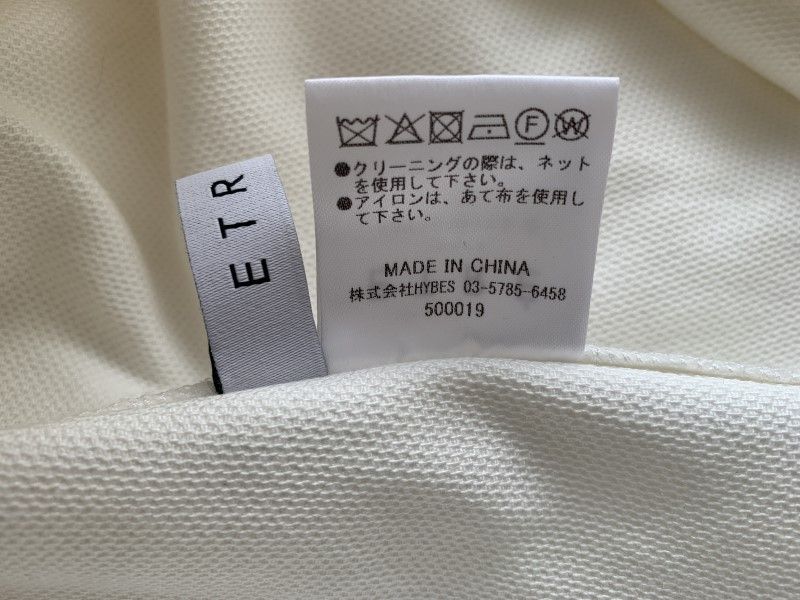 ETR
F
W
●クリーニングの際は、ネット
を使用して下さい。
●アイロンは、あて布を使用し
て下さい。
MADE IN CHINA
株式会社HYBES 03-5785-6458
500019